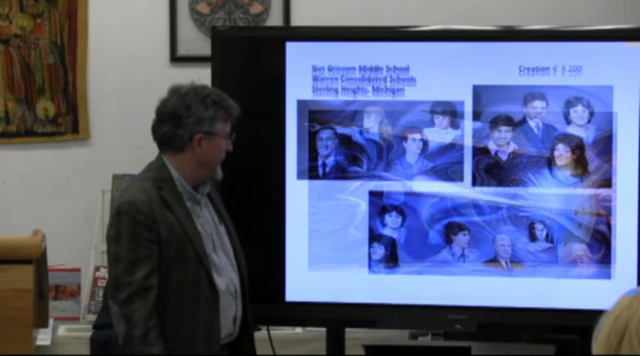 Gus Grissom Middle School
Warren Consolidated Schools
Sterling Heights, Michigan
Creation